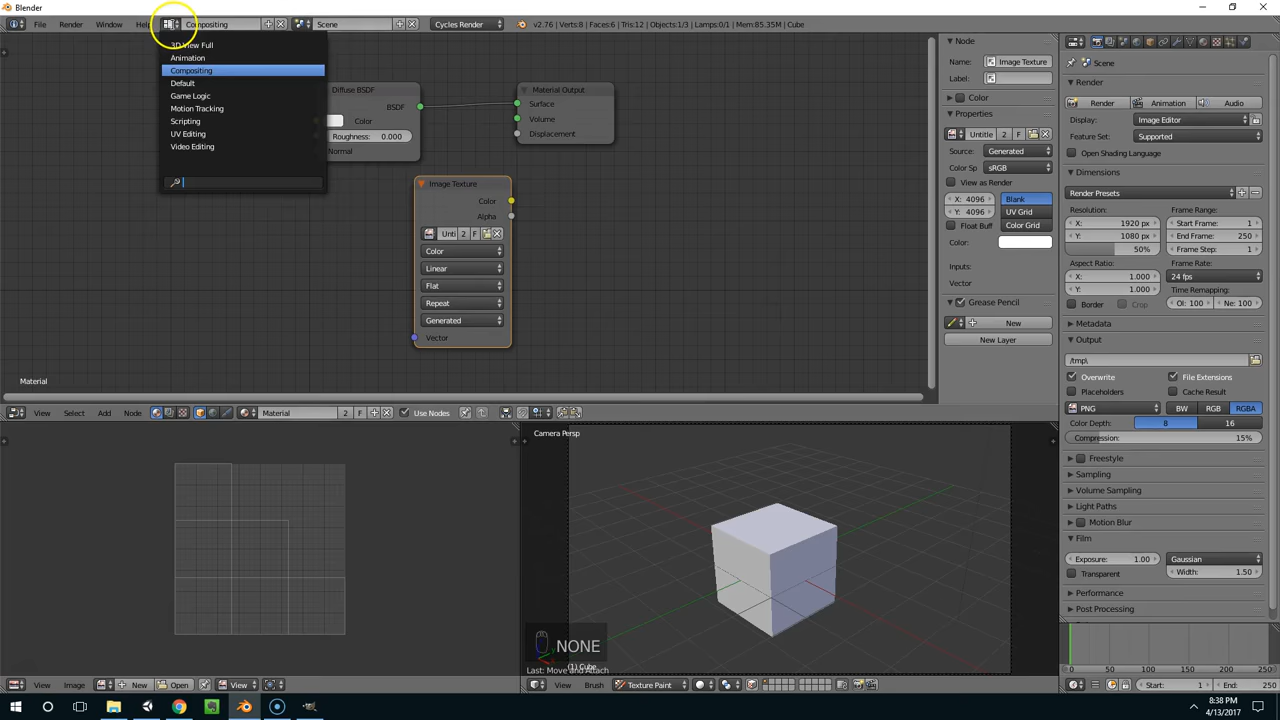 Blender
File Render Window Help Compositing Scene Cycles Render v2.76 | Verts:8 | Faces:6 | Tris:12 | Objects:1/3 | Lamps:0/1 | Mem:85.35M | Cube
3D View Full
Animation
Compositing
Default
Game Logic
Motion Tracking
Scripting
UV Editing
Video Editing
Diffuse BSDF
BSDF
Color
Roughness: 0.000
Normal
Material Output
Surface
Volume
Displacement
Image Texture
Color
Alpha
Unti 2 F
Color
Linear
Flat
Repeat
Generated
Vector
Material
Node
Name: Image Texture
Label:
Color
Properties
Untitle 2 F
Source: Generated
Color Sp sRGB
View as Render
X: 4096 Blank
Y: 4096 UV Grid
Float Buff Color Grid
Color:
Inputs:
Vector
Grease Pencil
New
New Layer
Scene
Render
Render Animation Audio
Display: Image Editor
Feature Set: Supported
Open Shading Language
Dimensions
Render Presets
Resolution: Frame Range:
X: 1920 px Start Frame: 1
Y: 1080 px End Frame: 250
50% Frame Step: 1
Aspect Ratio: Frame Rate:
X: 1.000 24 fps
Y: 1.000 Time Remapping:
Border Crop Ol: 100 Ne: 100
Metadata
Output
/tmp\
Overwrite File Extensions
Placeholders Cache Result
PNG BW RGB RGBA
Color Depth: 8 16
Compression: 15%
Freestyle
Sampling
Volume Sampling
Light Paths
Motion Blur
Film
Exposure: 1.00 Gaussian
Transparent Width: 1.50
Performance
Post Processing
View Select Add Node Material 2 F Use Nodes
Camera Persp
NONE
(1) Cube
Last: Move and Attach
0 50 100 150 200 250
View Image New Open View
View Brush Texture Paint
Start: 1 End: 250
8:38 PM
4/13/2017